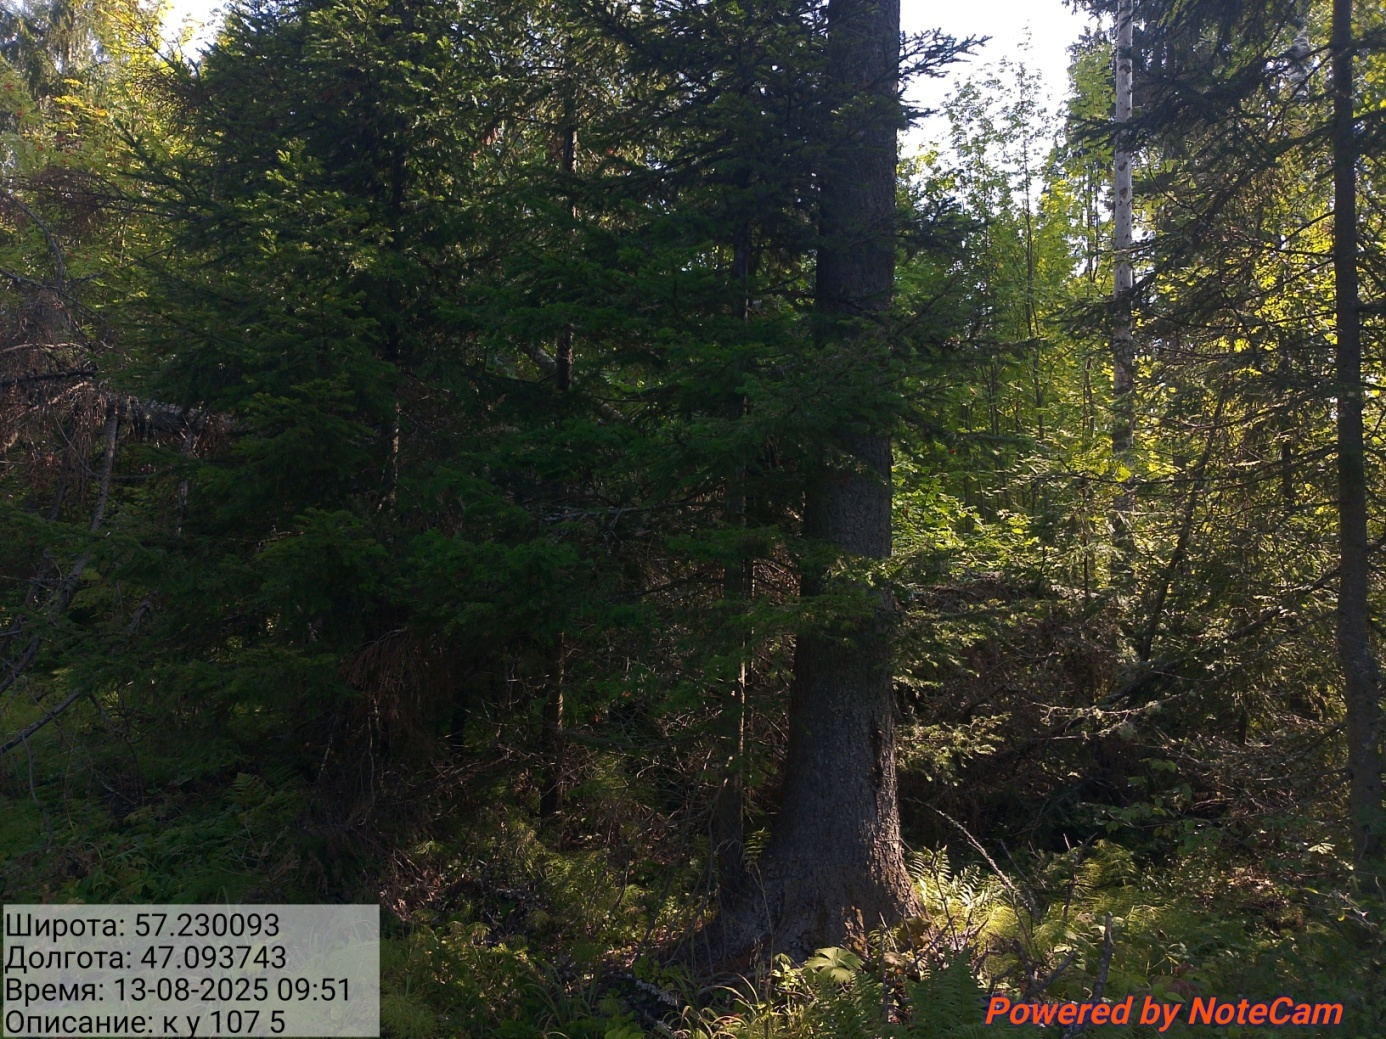 Широта: 57.230093
Долгота: 47.093743
Время: 13-08-2025 09:51
Описание: к у 107 5
Powered by NoteCam